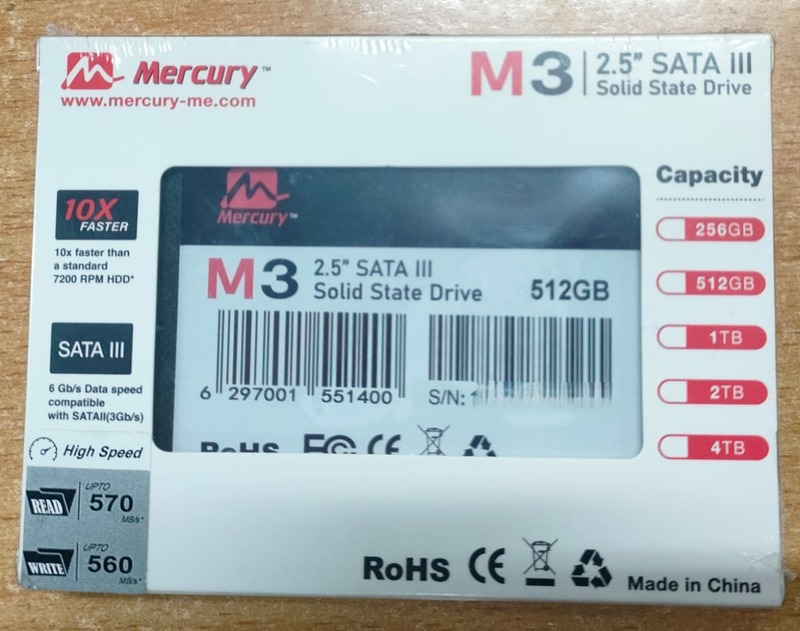 Mercury™
www.mercury-me.com
M3
2.5” SATA III
Solid State Drive
10X
FASTER
10x faster than
a standard
7200 RPM HDD*
SATA III
6 Gb/s Data speed
compatible
with SATAII(3Gb/s)
High Speed
READ
UPTO
570
MB/s*
WRITE
UPTO
560
MB/s*
Mercury™
M3
2.5” SATA III
Solid State Drive
512GB
6 297001 551400
S/N:
RoHS FC CE
Capacity
256GB
512GB
1TB
2TB
4TB
RoHS CE
Made in China